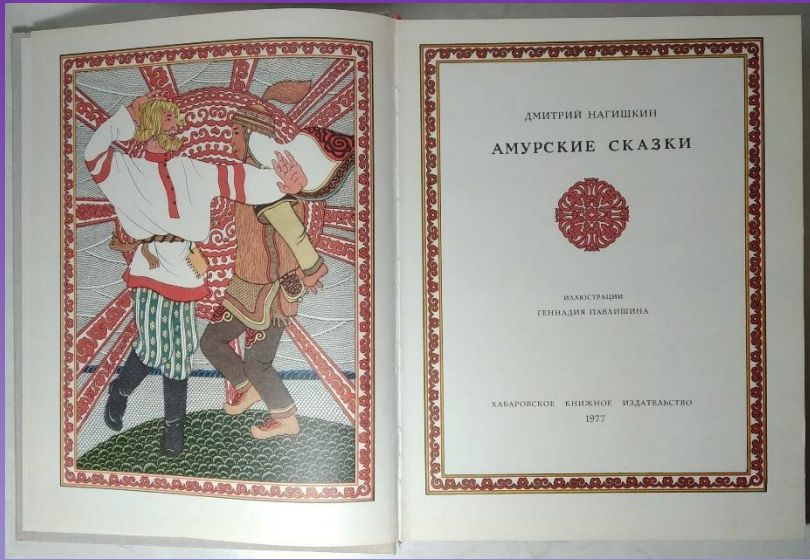 ДМИТРИЙ НАГИШКИН
АМУРСКИЕ СКАЗКИ
ИЛЛЮСТРАЦИИ
ГЕННАДИЯ ПАВЛИШИНА
ХАБАРОВСКОЕ КНИЖНОЕ ИЗДАТЕЛЬСТВО
1977